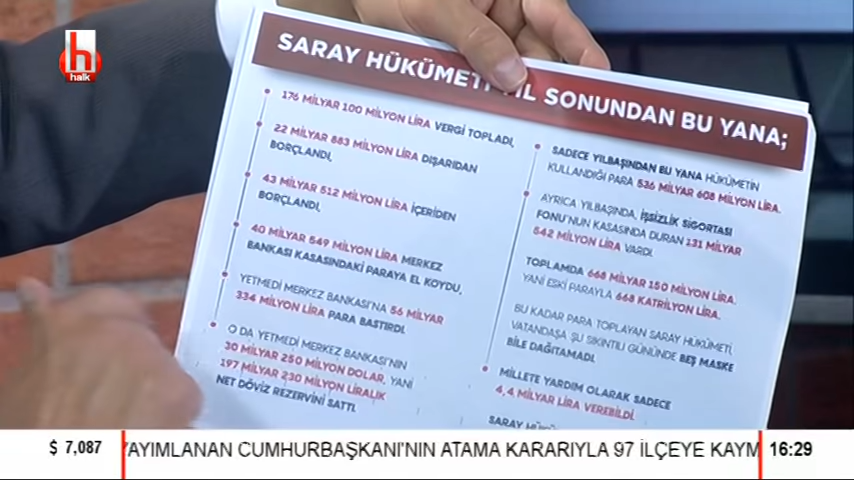 halk
SARAY HÜKÜMETİ YIL SONUNDAN BU YANA;
176 MİLYAR 100 MİLYON LİRA VERGİ TOPLADI,
22 MİLYAR 883 MİLYON LİRA DIŞARIDAN
BORÇLANDI,
43 MİLYAR 512 MİLYON LİRA İÇERİDEN
BORÇLANDI,
40 MİLYAR 549 MİLYON LİRA MERKEZ
BANKASI KASASINDAKİ PARAYA EL KOYDU,
YETMEDİ MERKEZ BANKASI'NA 56 MİLYAR
334 MİLYON LİRA PARA BASTIRDI.
O DA YETMEDİ MERKEZ BANKASI'NIN
30 MİLYAR 250 MİLYON DOLAR, YANİ
197 MİLYAR 230 MİLYON LİRALIK
NET DÖVİZ REZERVİNİ SATTI.
SADECE YILBAŞINDAN BU YANA HÜKÜMETİN
KULLANDIĞI PARA 536 MİLYAR 608 MİLYON LİRA.
AYRICA YILBAŞINDA, İŞSİZLİK SİGORTASI
FONU'NUN KASASINDA DURAN 131 MİLYAR
542 MİLYON LİRA VARDI.
TOPLAMDA 668 MİLYAR 150 MİLYON LİRA.
YANİ ESKİ PARAYLA 668 KATRİLYON LİRA.
BU KADAR PARA TOPLAYAN SARAY HÜKÜMETİ,
VATANDAŞA ŞU SIKINTILI GÜNÜNDE BEŞ MASKE
BİLE DAĞITAMADI.
MİLLETE YARDIM OLARAK SADECE
4,4 MİLYAR LİRA VEREBİLDİ.
SARAY
$ 7,087
YAYIMLANAN CUMHURBAŞKANI'NIN ATAMA KARARIYLA 97 İLÇEYE KAYM
16:29